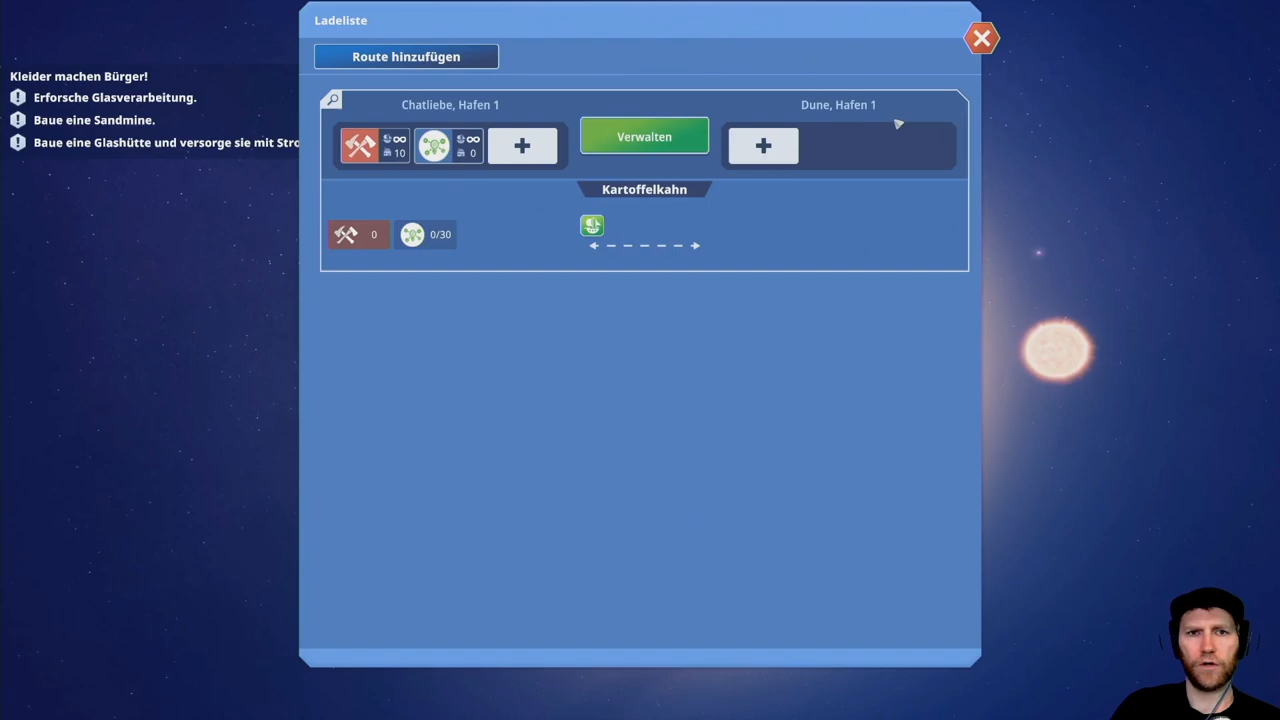 Ladeliste
Route hinzufügen
Kleider machen Bürger!
Erforsche Glasverarbeitung.
Baue eine Sandmine.
Baue eine Glashütte und versorge sie mit Stro
Chatliebe, Hafen 1
Dune, Hafen 1
∞
10
∞
0
+
Verwalten
+
Kartoffelkahn
0
0/30